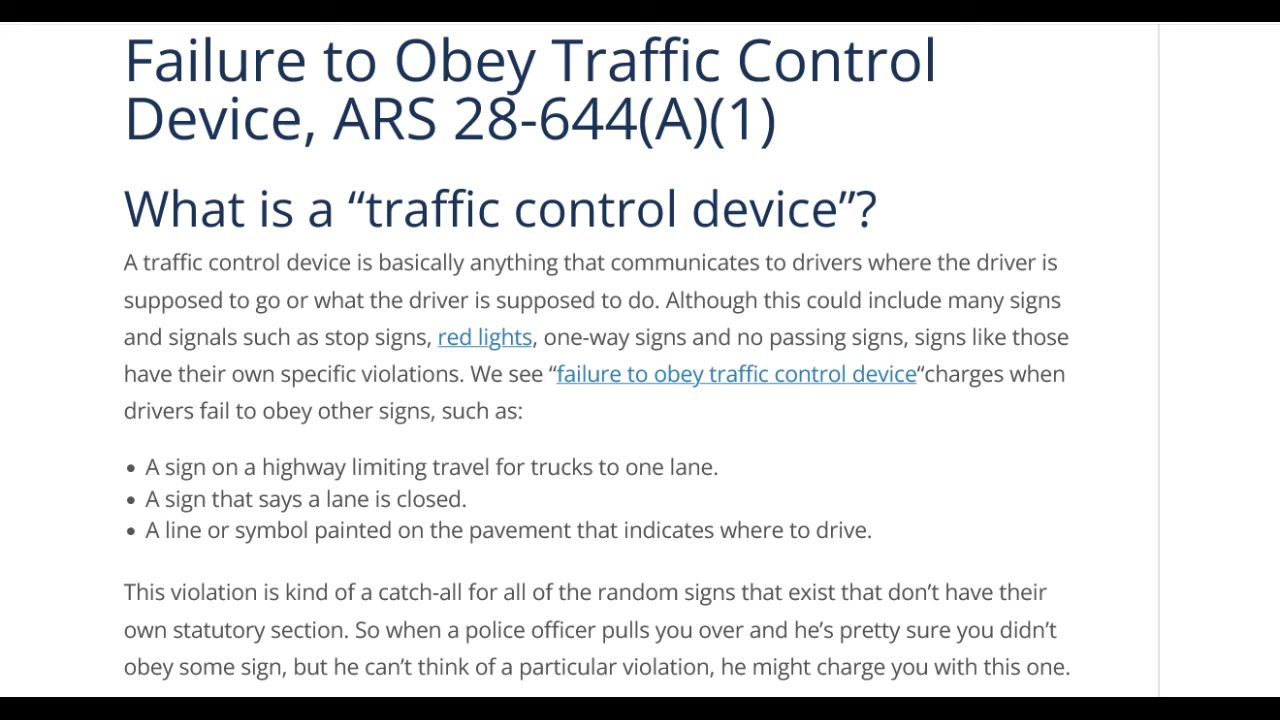 Failure to Obey Traffic Control
Device, ARS 28-644(A)(1)
What is a “traffic control device”?
A traffic control device is basically anything that communicates to drivers where the driver is
supposed to go or what the driver is supposed to do. Although this could include many signs
and signals such as stop signs, red lights, one-way signs and no passing signs, signs like those
have their own specific violations. We see “failure to obey traffic control device“charges when
drivers fail to obey other signs, such as:
• A sign on a highway limiting travel for trucks to one lane.
• A sign that says a lane is closed.
• A line or symbol painted on the pavement that indicates where to drive.
This violation is kind of a catch-all for all of the random signs that exist that don’t have their
own statutory section. So when a police officer pulls you over and he’s pretty sure you didn’t
obey some sign, but he can’t think of a particular violation, he might charge you with this one.